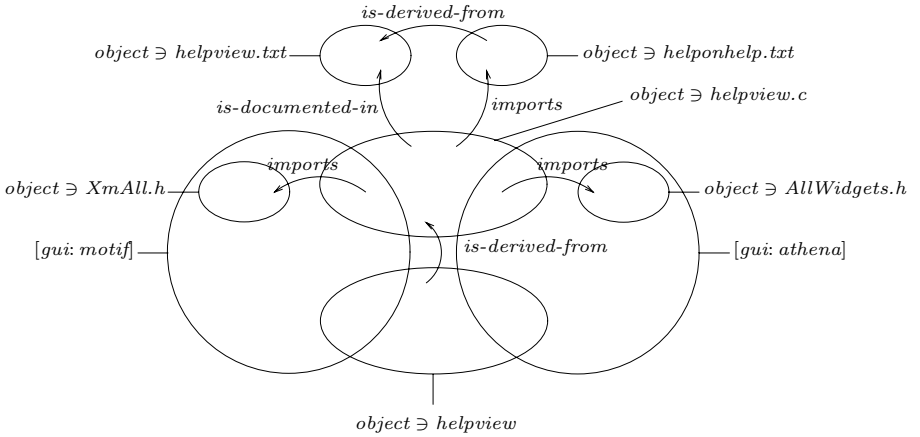 is-derived-from
object ∋ helpview.txt
object ∋ helponhelp.txt
object ∋ helpview.c
is-documented-in
imports
imports
imports
object ∋ XmAll.h
object ∋ AllWidgets.h
[gui: motif]
is-derived-from
[gui: athena]
object ∋ helpview